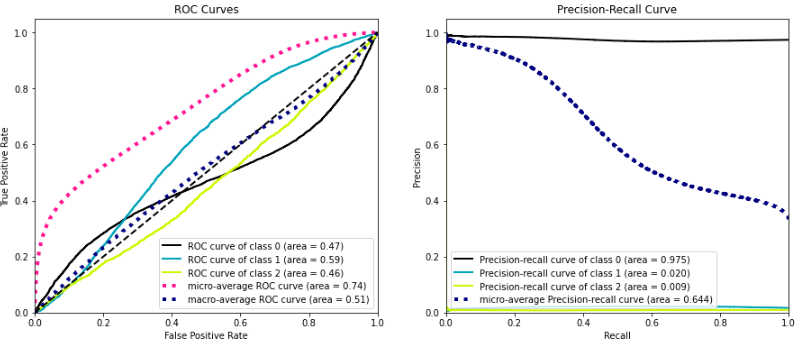 ROC Curves
True Positive Rate
1.0
0.8
0.6
0.4
0.2
0.0
ROC curve of class 0 (area = 0.47)
ROC curve of class 1 (area = 0.59)
ROC curve of class 2 (area = 0.46)
micro-average ROC curve (area = 0.74)
macro-average ROC curve (area = 0.51)
0.0 0.2 0.4 0.6 0.8 1.0
False Positive Rate
Precision-Recall Curve
Precision
1.0
0.8
0.6
0.4
0.2
0.0
Precision-recall curve of class 0 (area = 0.975)
Precision-recall curve of class 1 (area = 0.020)
Precision-recall curve of class 2 (area = 0.009)
micro-average Precision-recall curve (area = 0.644)
0.0 0.2 0.4 0.6 0.8 1.0
Recall